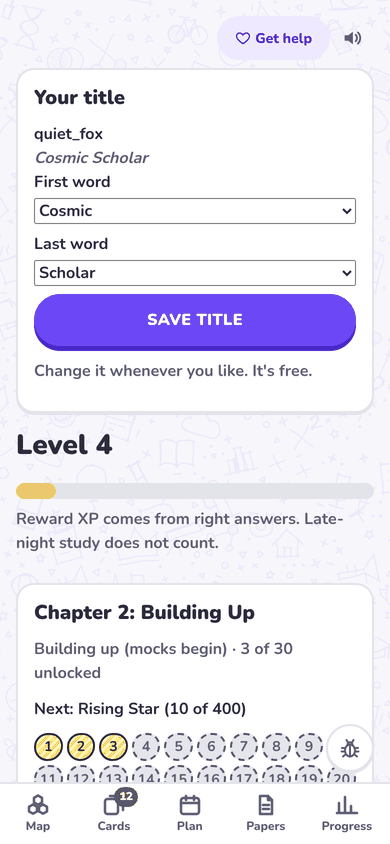 Get help
Your title
quiet_fox
Cosmic Scholar
First word
Cosmic
Last word
Scholar
SAVE TITLE
Change it whenever you like. It's free.
Level 4
Reward XP comes from right answers. Late-
night study does not count.
Chapter 2: Building Up
Building up (mocks begin) · 3 of 30
unlocked
Next: Rising Star (10 of 400)
1 2 3 4 5 6 7 8 9
11 12 13 14 15 16 17 18 19 20
12
Map Cards Plan Papers Progress